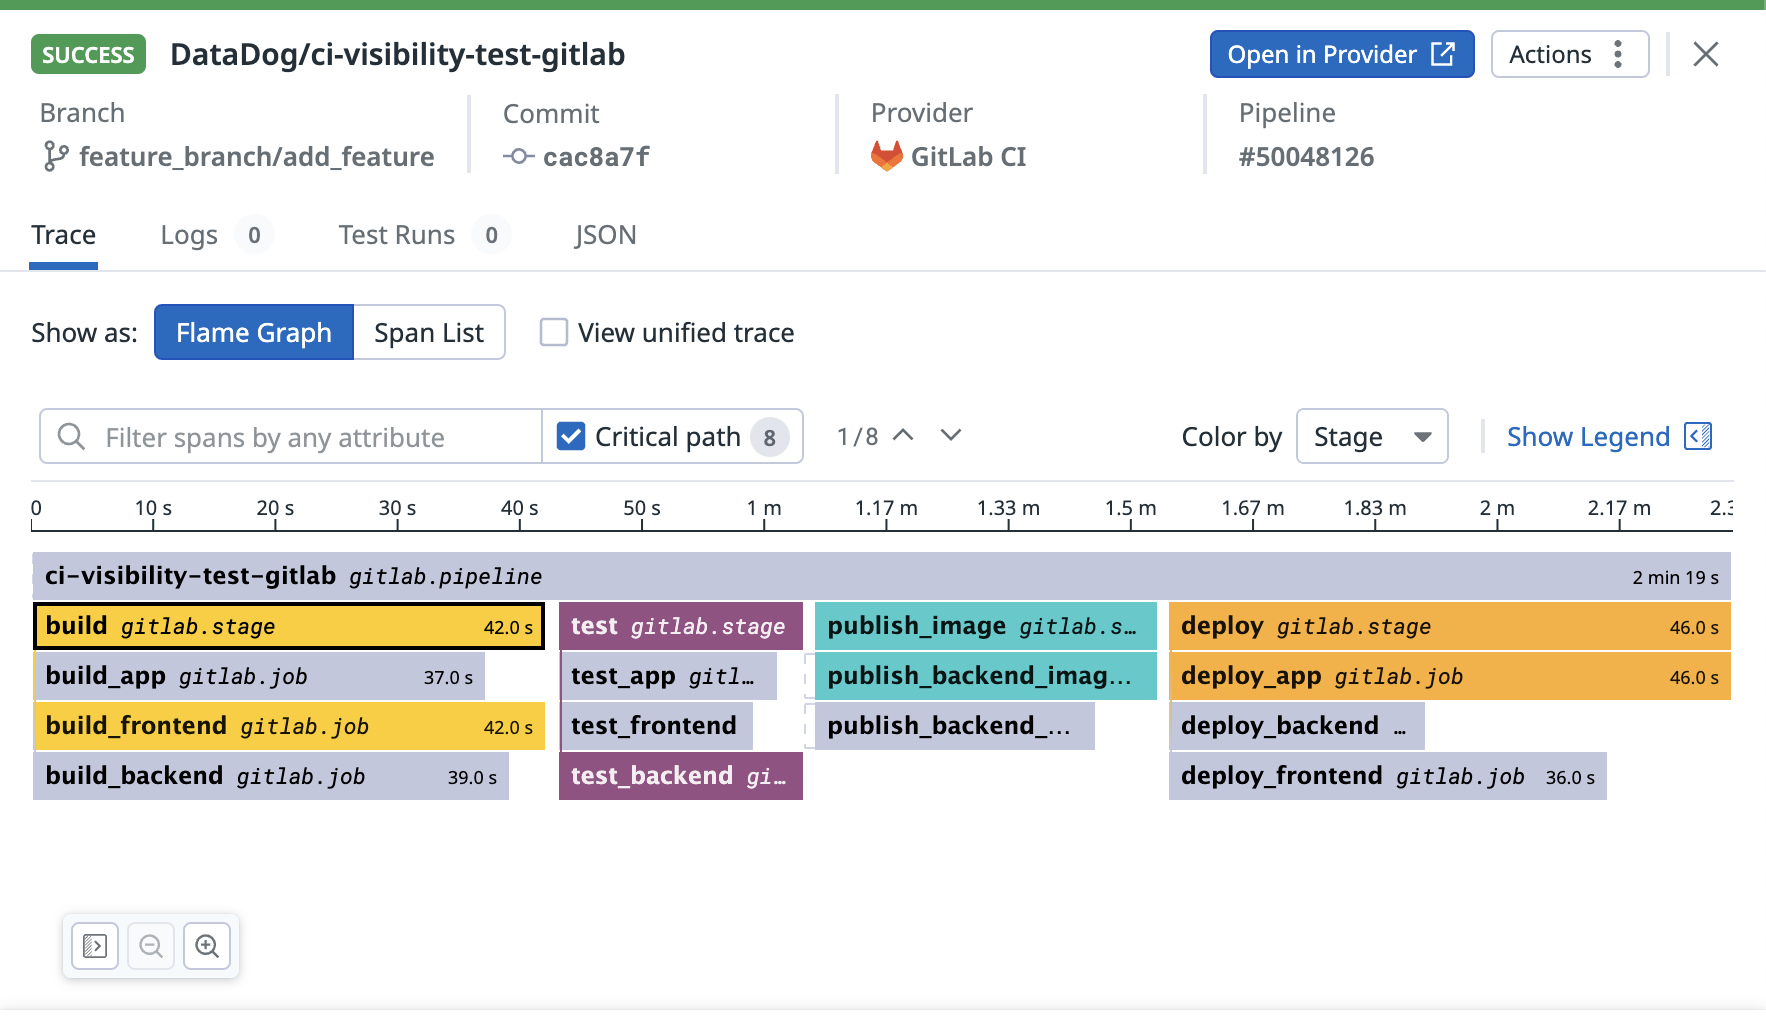 SUCCESS DataDog/ci-visibility-test-gitlab Open in Provider Actions
Branch Commit Provider Pipeline
feature_branch/add_feature cac8a7f GitLab CI #50048126
Trace Logs 0 Test Runs 0 JSON
Show as: Flame Graph Span List View unified trace
Filter spans by any attribute Critical path 8 1/8 Color by Stage Show Legend
0 10 s 20 s 30 s 40 s 50 s 1 m 1.17 m 1.33 m 1.5 m 1.67 m 1.83 m 2 m 2.17 m 2.3
ci-visibility-test-gitlab gitlab.pipeline 2 min 19 s
build gitlab.stage 42.0 s test gitlab.stage publish_image gitlab.s… deploy gitlab.stage 46.0 s
build_app gitlab.job 37.0 s test_app gitl… publish_backend_imag… deploy_app gitlab.job 46.0 s
build_frontend gitlab.job 42.0 s test_frontend publish_backend_… deploy_backend …
build_backend gitlab.job 39.0 s test_backend gi… deploy_frontend gitlab.job 36.0 s